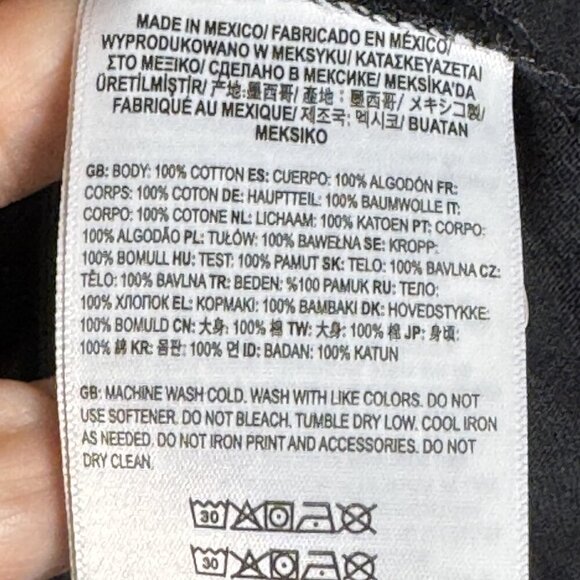 MADE IN MEXICO/ FABRICADO EN MÉXICO/
WYPRODUKOWANO W MEKSYKU/ ΚΑΤΑΣΚΕΥΑΖΕΤΑΙ
ΣΤΟ ΜΕΞΙΚΟ/ СДЕЛАНО В МЕКСИКЕ/ MEKSİKA'DA
ÜRETİLMİŞTİR/ 产地: 墨西哥/ 產地：墨西哥/ メキシコ製/
FABRIQUÉ AU MEXIQUE/ 제조국: 멕시코/ BUATAN
MEKSIKO
GB: BODY: 100% COTTON ES: CUERPO: 100% ALGODÓN FR:
CORPS: 100% COTON DE: HAUPTTEIL: 100% BAUMWOLLE IT:
CORPO: 100% COTONE NL: LICHAAM: 100% KATOEN PT: CORPO:
100% ALGODÃO PL: TUŁÓW: 100% BAWEŁNA SE: KROPP:
100% BOMULL HU: TEST: 100% PAMUT SK: TELO: 100% BAVLNA CZ:
TĚLO: 100% BAVLNA TR: BEDEN: %100 PAMUK RU: ТЕЛО:
100% ХЛОПОК EL: ΚΟΡΜΑΚΙ: 100% ΒΑΜΒΑΚΙ DK: HOVEDSTYKKE:
100% BOMULD CN: 大身: 100% 棉 TW: 大身: 100% 棉 JP: 身頃:
100% 綿 KR: 몸판: 100% 면 ID: BADAN: 100% KATUN
GB: MACHINE WASH COLD. WASH WITH LIKE COLORS. DO NOT
USE SOFTENER. DO NOT BLEACH. TUMBLE DRY LOW. COOL IRON
AS NEEDED. DO NOT IRON PRINT AND ACCESSORIES. DO NOT
DRY CLEAN.
30
30